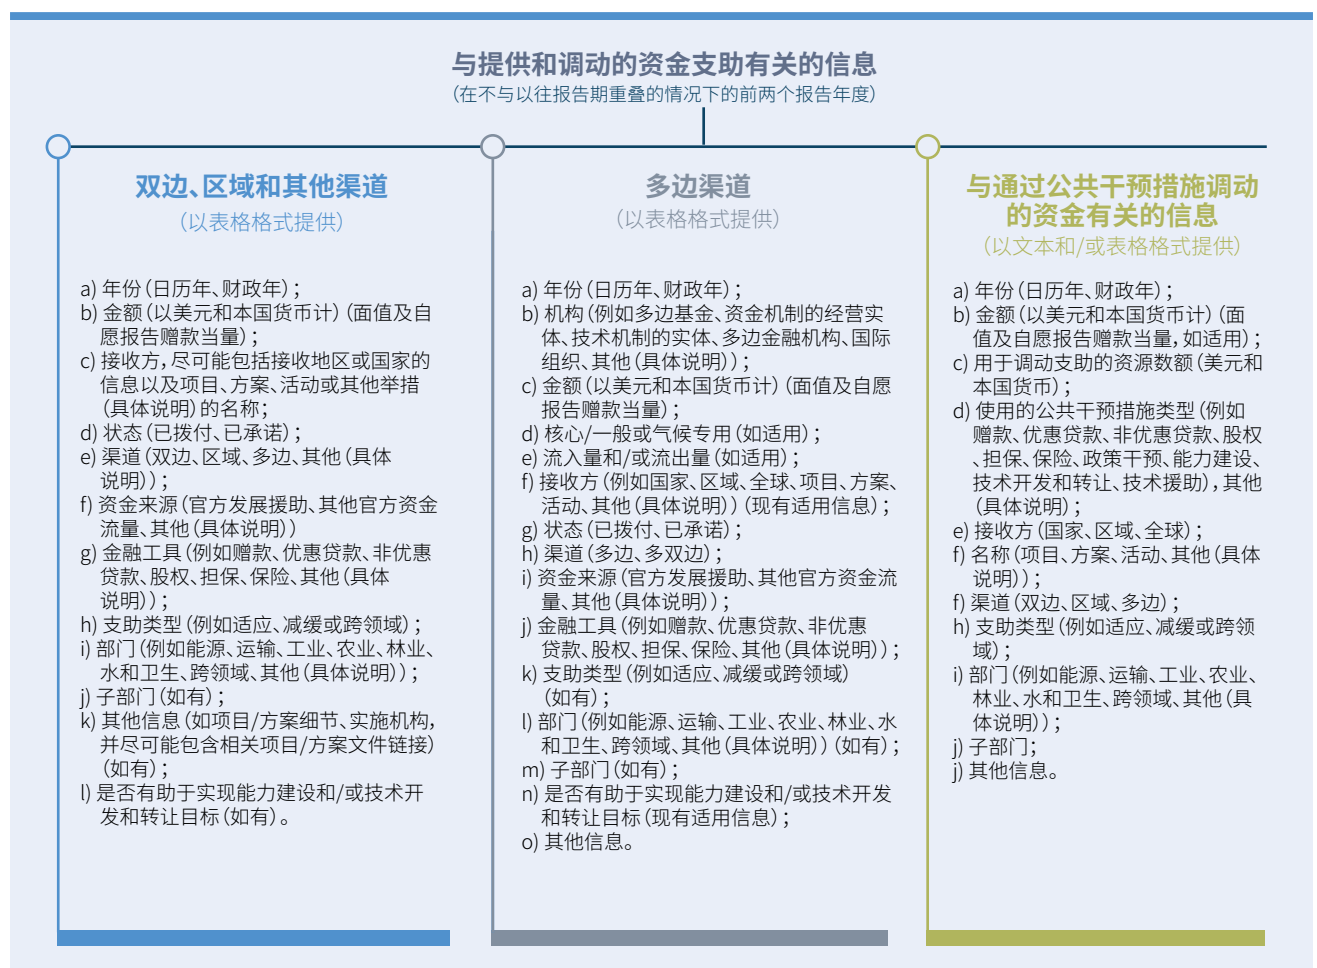 与提供和调动的资金支助有关的信息
（在不与以往报告期重叠的情况下的前两个报告年度）
双边、区域和其他渠道
（以表格格式提供）
a) 年份（日历年、财政年）；
b) 金额（以美元和本国货币计）（面值及自
愿报告赠款当量）；
c) 接收方，尽可能包括接收地区或国家的
信息以及项目、方案、活动或其他举措
（具体说明）的名称；
d) 状态（已拨付、已承诺）；
e) 渠道（双边、区域、多边、其他（具体
说明））；
f) 资金来源（官方发展援助、其他官方资金
流量、其他（具体说明））
g) 金融工具（例如赠款、优惠贷款、非优惠
贷款、股权、担保、保险、其他（具体
说明））；
h) 支助类型（例如适应、减缓或跨领域）；
i) 部门（例如能源、运输、工业、农业、林业、
水和卫生、跨领域、其他（具体说明））；
j) 子部门（如有）；
k) 其他信息（如项目/方案细节、实施机构，
并尽可能包含相关项目/方案文件链接）
（如有）；
l) 是否有助于实现能力建设和/或技术开
发和转让目标（如有）。
多边渠道
（以表格格式提供）
a) 年份（日历年、财政年）；
b) 机构（例如多边基金、资金机制的经营实
体、技术机制的实体、多边金融机构、国际
组织、其他（具体说明））；
c) 金额（以美元和本国货币计）（面值及自愿
报告赠款当量）；
d) 核心/一般或气候专用（如适用）；
e) 流入量和/或流出量（如适用）；
f) 接收方（例如国家、区域、全球、项目、方案、
活动、其他（具体说明））（现有适用信息）；
g) 状态（已拨付、已承诺）；
h) 渠道（多边、多双边）；
i) 资金来源（官方发展援助、其他官方资金流
量、其他（具体说明））；
j) 金融工具（例如赠款、优惠贷款、非优惠
贷款、股权、担保、保险、其他（具体说明））；
k) 支助类型（例如适应、减缓或跨领域）
（如有）；
l) 部门（例如能源、运输、工业、农业、林业、水
和卫生、跨领域、其他（具体说明））（如有）；
m) 子部门（如有）；
n) 是否有助于实现能力建设和/或技术开发
和转让目标（现有适用信息）；
o) 其他信息。
与通过公共干预措施调动
的资金有关的信息
（以文本和/或表格格式提供）
a) 年份（日历年、财政年）；
b) 金额（以美元和本国货币计）（面
值及自愿报告赠款当量，如适用）；
c) 用于调动支助的资源数额（美元和
本国货币）；
d) 使用的公共干预措施类型（例如
赠款、优惠贷款、非优惠贷款、股权
、担保、保险、政策干预、能力建设、
技术开发和转让、技术援助），其他
（具体说明）；
e) 接收方（国家、区域、全球）；
f) 名称（项目、方案、活动、其他（具体
说明））；
f) 渠道（双边、区域、多边）；
h) 支助类型（例如适应、减缓或跨领
域）；
i) 部门（例如能源、运输、工业、农业、
林业、水和卫生、跨领域、其他（具
体说明））；
j) 子部门；
j) 其他信息。